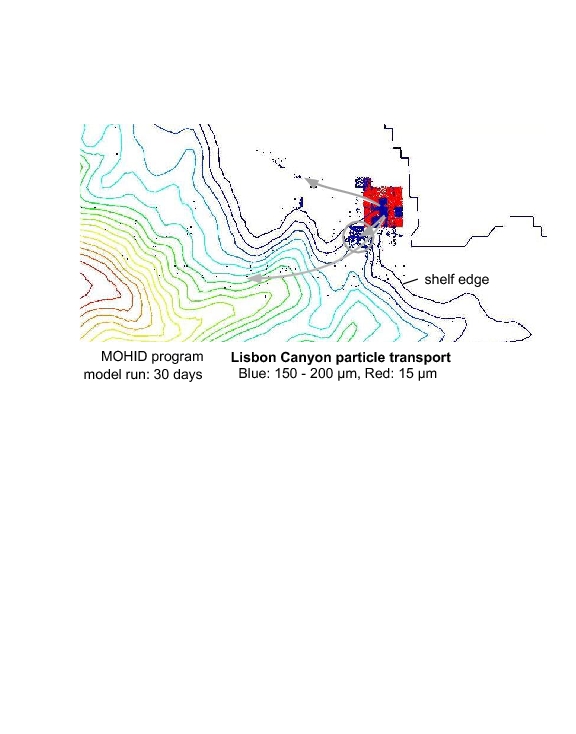 shelf edge
MOHID program
model run: 30 days
Lisbon Canyon particle transport
Blue: 150 - 200 µm, Red: 15 µm